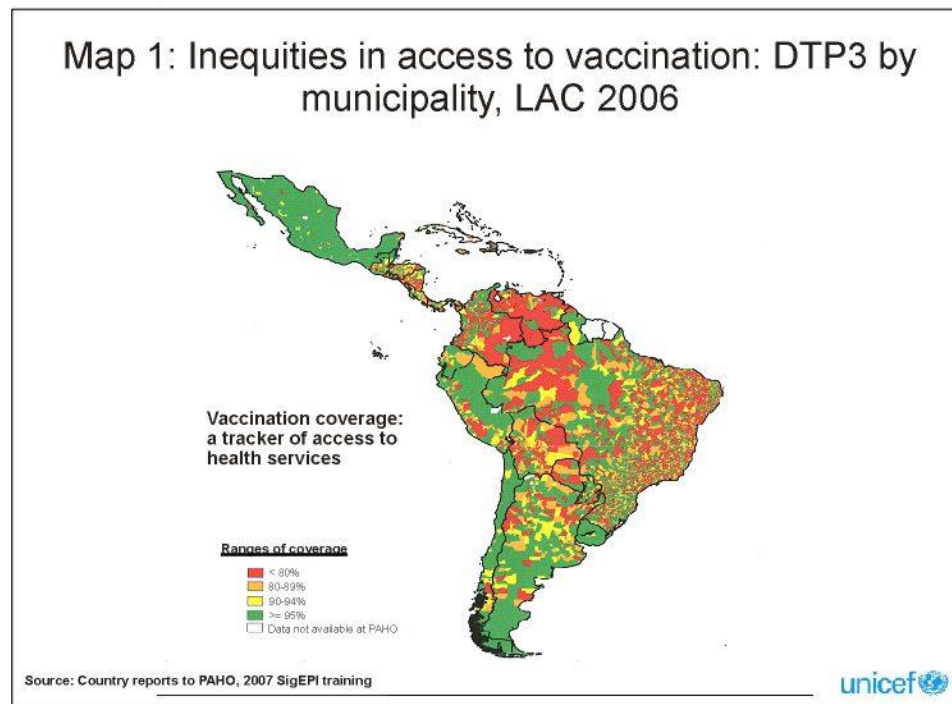 Map 1: Inequities in access to vaccination: DTP3 by
municipality, LAC 2006
Vaccination coverage:
a tracker of access to
health services
Ranges of coverage
< 80%
80-89%
90-94%
>= 95%
Data not available at PAHO
Source: Country reports to PAHO, 2007 SigEPI training
unicef